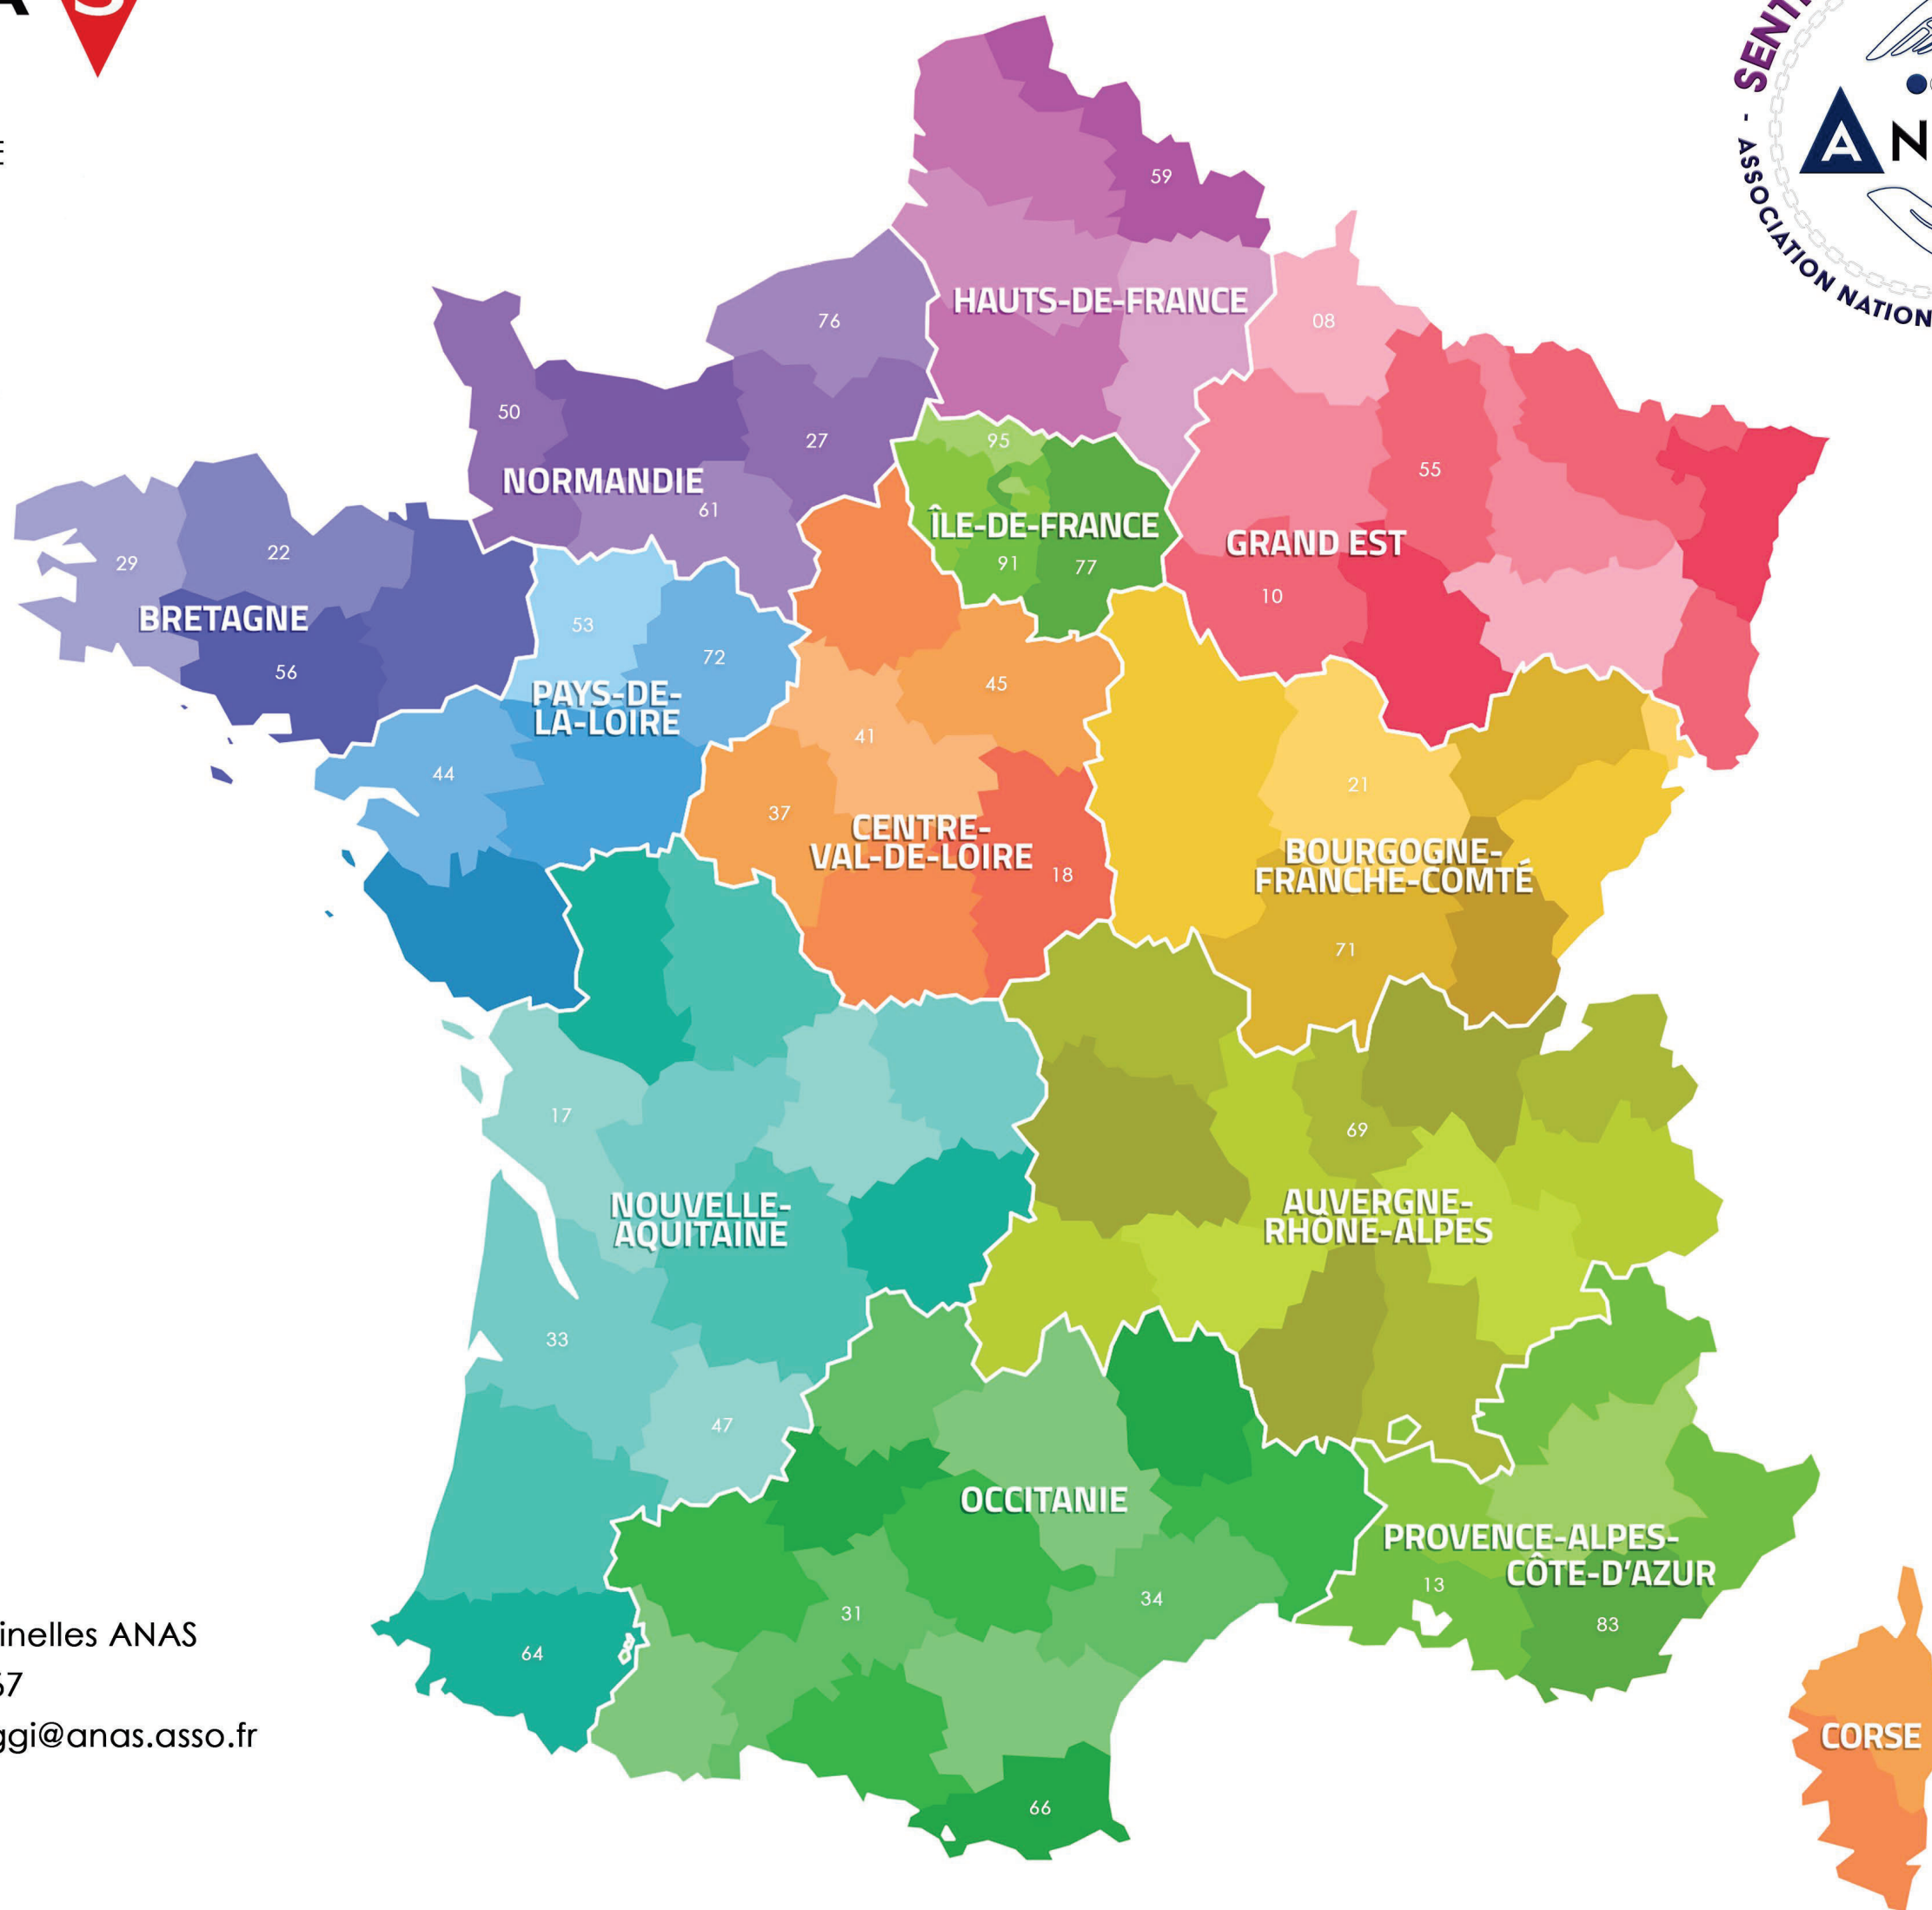 S
E
- SENT
- ASSOCIATION NATION
AN
59
HAUTS-DE-FRANCE
76
08
50
27
95
55
NORMANDIE
61
ÎLE-DE-FRANCE
GRAND EST
22
29
91
77
10
BRETAGNE
53
56
72
45
PAYS-DE-
LA-LOIRE
41
44
21
37
CENTRE-
VAL-DE-LOIRE
18
BOURGOGNE-
FRANCHE-COMTÉ
71
17
69
NOUVELLE-
AQUITAINE
AUVERGNE-
RHÔNE-ALPES
33
47
OCCITANIE
PROVENCE-ALPES-
CÔTE-D'AZUR
13
34
31
83
64
inelles ANAS
67
ggi@anas.asso.fr
CORSE
66